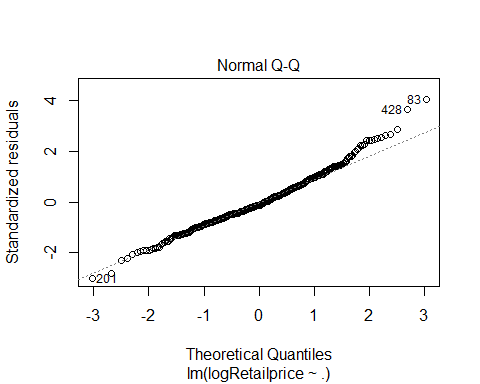 Normal Q-Q
Standardized residuals
4
2
0
-2
83
428
201
-3 -2 -1 0 1 2 3
Theoretical Quantiles
lm(logRetailprice ~ .)